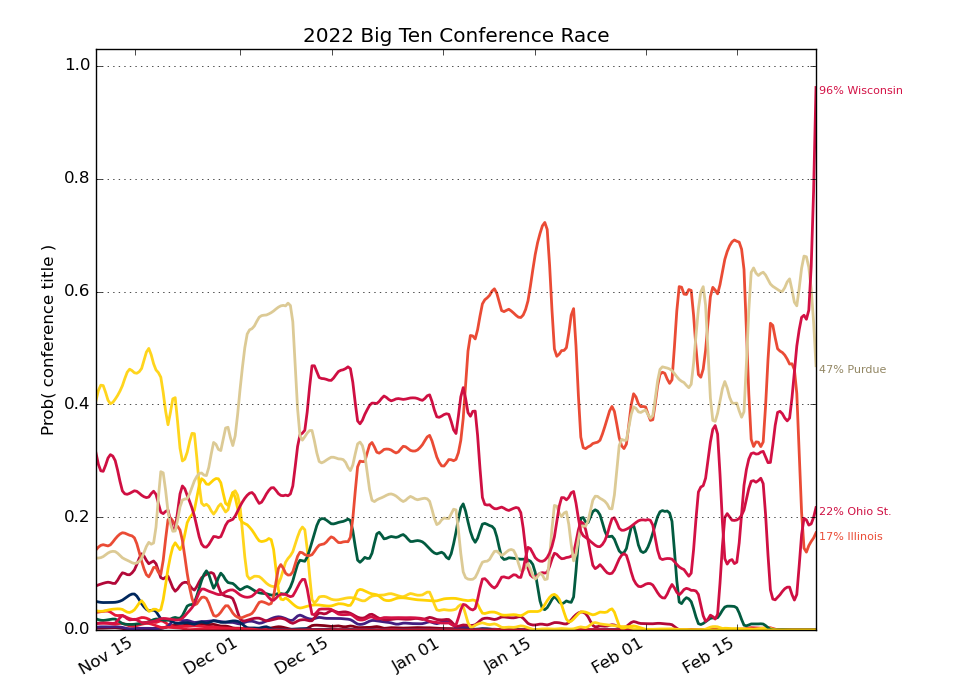 2022 Big Ten Conference Race
Prob( conference title )
1.0
0.8
0.6
0.4
0.2
0.0
96% Wisconsin
47% Purdue
22% Ohio St.
17% Illinois
Nov 15
Dec 01
Dec 15
Jan 01
Jan 15
Feb 01
Feb 15